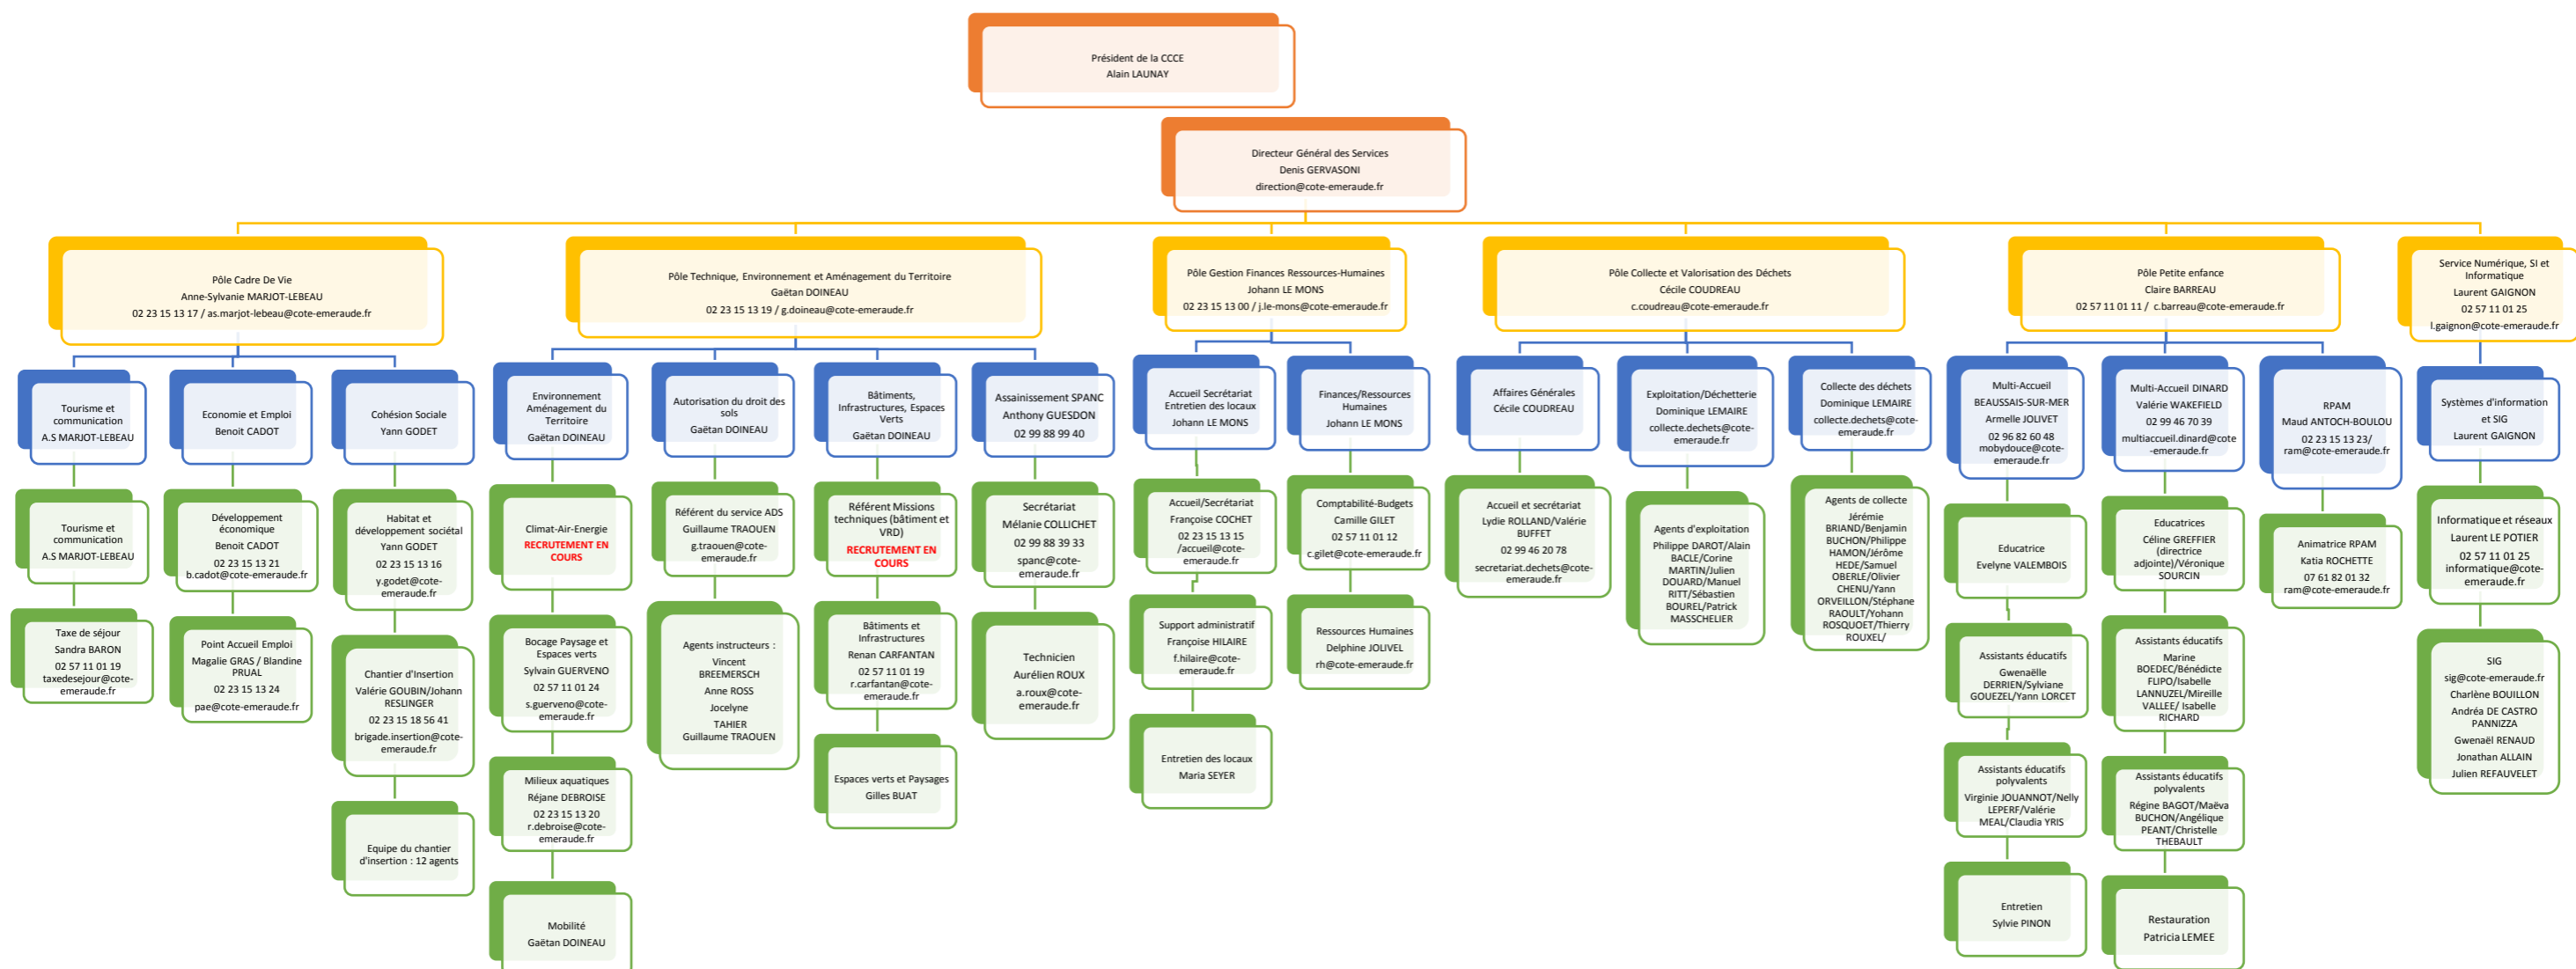 Président de la CCCE
Alain LAUNAY
Directeur Général des Services
Denis GERVASONI
direction@cote-emeraude.fr
Pôle Cadre De Vie
Anne-Sylvanie MARJOT-LEBEAU
02 23 15 13 17 / as.marjot-lebeau@cote-emeraude.fr
Pôle Technique, Environnement et Aménagement du Territoire
Gaëtan DOINEAU
02 23 15 13 19 / g.doineau@cote-emeraude.fr
Pôle Gestion Finances Ressources-Humaines
Johann LE MONS
02 23 15 13 00 / j.le-mons@cote-emeraude.fr
Pôle Collecte et Valorisation des Déchets
Cécile COUDREAU
c.coudreau@cote-emeraude.fr
Pôle Petite enfance
Claire BARREAU
02 57 11 01 11 / c.barreau@cote-emeraude.fr
Service Numérique, SI et
Informatique
Laurent GAIGNON
02 57 11 01 25
l.gaignon@cote-emeraude.fr
Tourisme et
communication
A.S MARJOT-LEBEAU
Economie et Emploi
Benoit CADOT
Cohésion Sociale
Yann GODET
Environnement
Aménagement du
Territoire
Gaëtan DOINEAU
Autorisation du droit des
sols
Gaëtan DOINEAU
Bâtiments,
Infrastructures, Espaces
Verts
Gaëtan DOINEAU
Assainissement SPANC
Anthony GUESDON
02 99 88 99 40
Accueil Secrétariat
Entretien des locaux
Johann LE MONS
Finances/Ressources
Humaines
Johann LE MONS
Affaires Générales
Cécile COUDREAU
Exploitation/Déchetterie
Dominique LEMAIRE
collecte.dechets@cote-
emeraude.fr
Collecte des déchets
Dominique LEMAIRE
collecte.dechets@cote-
emeraude.fr
Multi-Accueil
BEAUSSAIS-SUR-MER
Armelle JOLIVET
02 96 82 60 48
mobydouce@cote-
emeraude.fr
Multi-Accueil DINARD
Valérie WAKEFIELD
02 99 46 70 39
multiaccueil.dinard@cote
-emeraude.fr
RPAM
Maud ANTOCH-BOULOU
02 23 15 13 23/
ram@cote-emeraude.fr
Systèmes d'information
et SIG
Laurent GAIGNON
Tourisme et
communication
A.S MARJOT-LEBEAU
Taxe de séjour
Sandra BARON
02 57 11 01 19
taxedesejour@cote-
emeraude.fr
Développement
économique
Benoit CADOT
02 23 15 13 21
b.cadot@cote-emeraude.fr
Point Accueil Emploi
Magalie GRAS / Blandine
PRUAL
02 23 15 13 24
pae@cote-emeraude.fr
Habitat et
développement sociétal
Yann GODET
02 23 15 13 16
y.godet@cote-
emeraude.fr
Chantier d'Insertion
Valérie GOUBIN/Johann
RESLINGER
02 23 15 18 56 41
brigade.insertion@cote-
emeraude.fr
Equipe du chantier
d'insertion : 12 agents
Climat-Air-Energie
RECRUTEMENT EN
COURS
Bocage Paysage et
Espaces verts
Sylvain GUERVENO
02 57 11 01 24
s.guerveno@cote-
emeraude.fr
Milieux aquatiques
Réjane DEBROISE
02 23 15 13 20
r.debroise@cote-
emeraude.fr
Mobilité
Gaëtan DOINEAU
Référent du service ADS
Guillaume TRAOUEN
g.traouen@cote-
emeraude.fr
Agents instructeurs :
Vincent
BREEMERSCH
Anne ROSS
Jocelyne
TAHIER
Guillaume TRAOUEN
Référent Missions
techniques (bâtiment et
VRD)
RECRUTEMENT EN
COURS
Bâtiments et
Infrastructures
Renan CARFANTAN
02 57 11 01 19
r.carfantan@cote-
emeraude.fr
Espaces verts et Paysages
Gilles BUAT
Secrétariat
Mélanie COLLICHET
02 99 88 39 33
spanc@cote-
emeraude.fr
Technicien
Aurélien ROUX
a.roux@cote-
emeraude.fr
Accueil/Secrétariat
Françoise COCHET
02 23 15 13 15
/accueil@cote-
emeraude.fr
Support administratif
Françoise HILAIRE
f.hilaire@cote-
emeraude.fr
Entretien des locaux
Maria SEYER
Comptabilité-Budgets
Camille GILET
02 57 11 01 12
c.gilet@cote-emeraude.fr
Ressources Humaines
Delphine JOLIVEL
rh@cote-emeraude.fr
Accueil et secrétariat
Lydie ROLLAND/Valérie
BUFFET
02 99 46 20 78
secretariat.dechets@cote-
emeraude.fr
Agents d'exploitation
Philippe DAROT/Alain
BACLE/Corine
MARTIN/Julien
DOUARD/Manuel
RITT/Sébastien
BOUREL/Patrick
MASSCHELIER
Agents de collecte
Jérémie
BRIAND/Benjamin
BUCHON/Philippe
HAMON/Jérôme
HEDE/Samuel
OBERLE/Olivier
CHENU/Yann
ORVEILLON/Stéphane
RAOULT/Yohann
ROSQUOET/Thierry
ROUXEL/
Educatrice
Evelyne VALEMBOIS
Assistants éducatifs
Gwenaëlle
DERRIEN/Sylviane
GOUEZEL/Yann LORCET
Assistants éducatifs
polyvalents
Virginie JOUANNOT/Nelly
LEPERF/Valérie
MEAL/Claudia YRIS
Entretien
Sylvie PINON
Educatrices
Céline GREFFIER
(directrice
adjointe)/Véronique
SOURCIN
Assistants éducatifs
Marine
BOEDEC/Bénédicte
FLIPO/Isabelle
LANNUZEL/Mireille
VALLEE/ Isabelle
RICHARD
Assistants éducatifs
polyvalents
Régine BAGOT/Maëva
BUCHON/Angélique
PEANT/Christelle
THEBAULT
Restauration
Patricia LEMEE
Animatrice RPAM
Katia ROCHETTE
07 61 82 01 32
ram@cote-emeraude.fr
Informatique et réseaux
Laurent LE POTIER
02 57 11 01 25
informatique@cote-
emeraude.fr
SIG
sig@cote-emeraude.fr
Charlène BOUILLON
Andréa DE CASTRO
PANNIZZA
Gwenaël RENAUD
Jonathan ALLAIN
Julien REFAUVELET